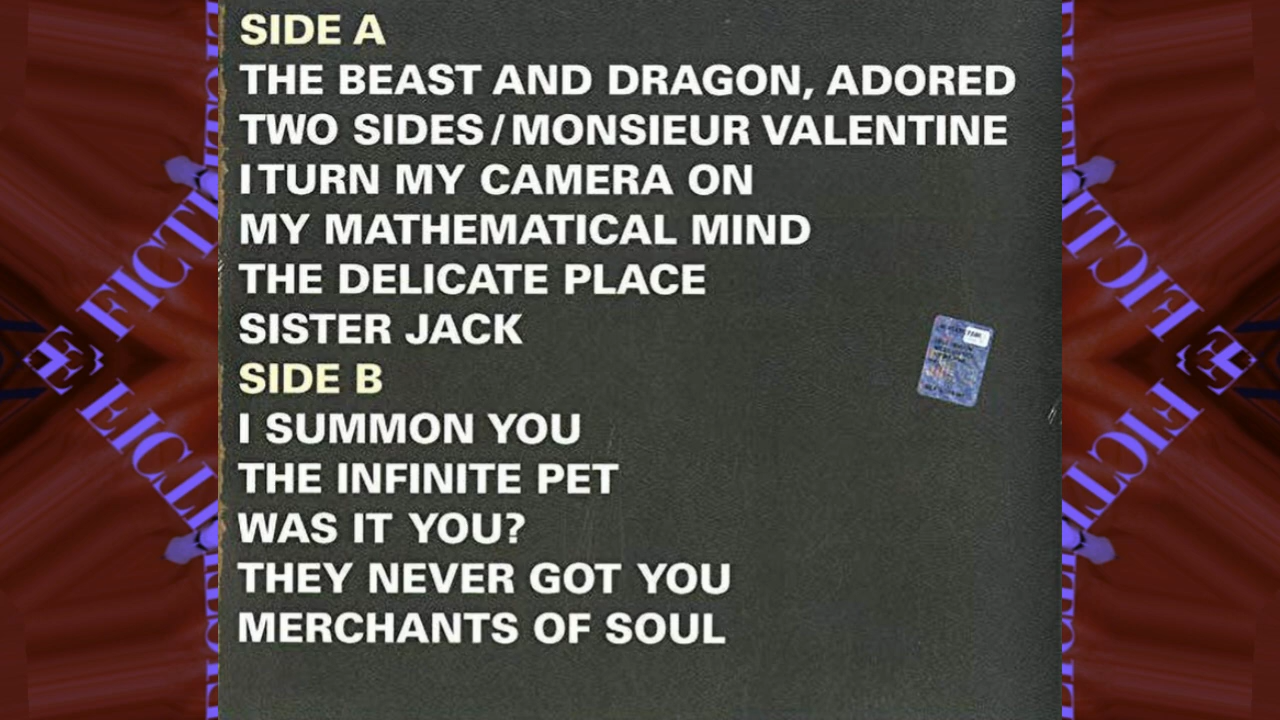 SIDE A
THE BEAST AND DRAGON, ADORED
TWO SIDES / MONSIEUR VALENTINE
I TURN MY CAMERA ON
MY MATHEMATICAL MIND
THE DELICATE PLACE
SISTER JACK
SIDE B
I SUMMON YOU
THE INFINITE PET
WAS IT YOU?
THEY NEVER GOT YOU
MERCHANTS OF SOUL